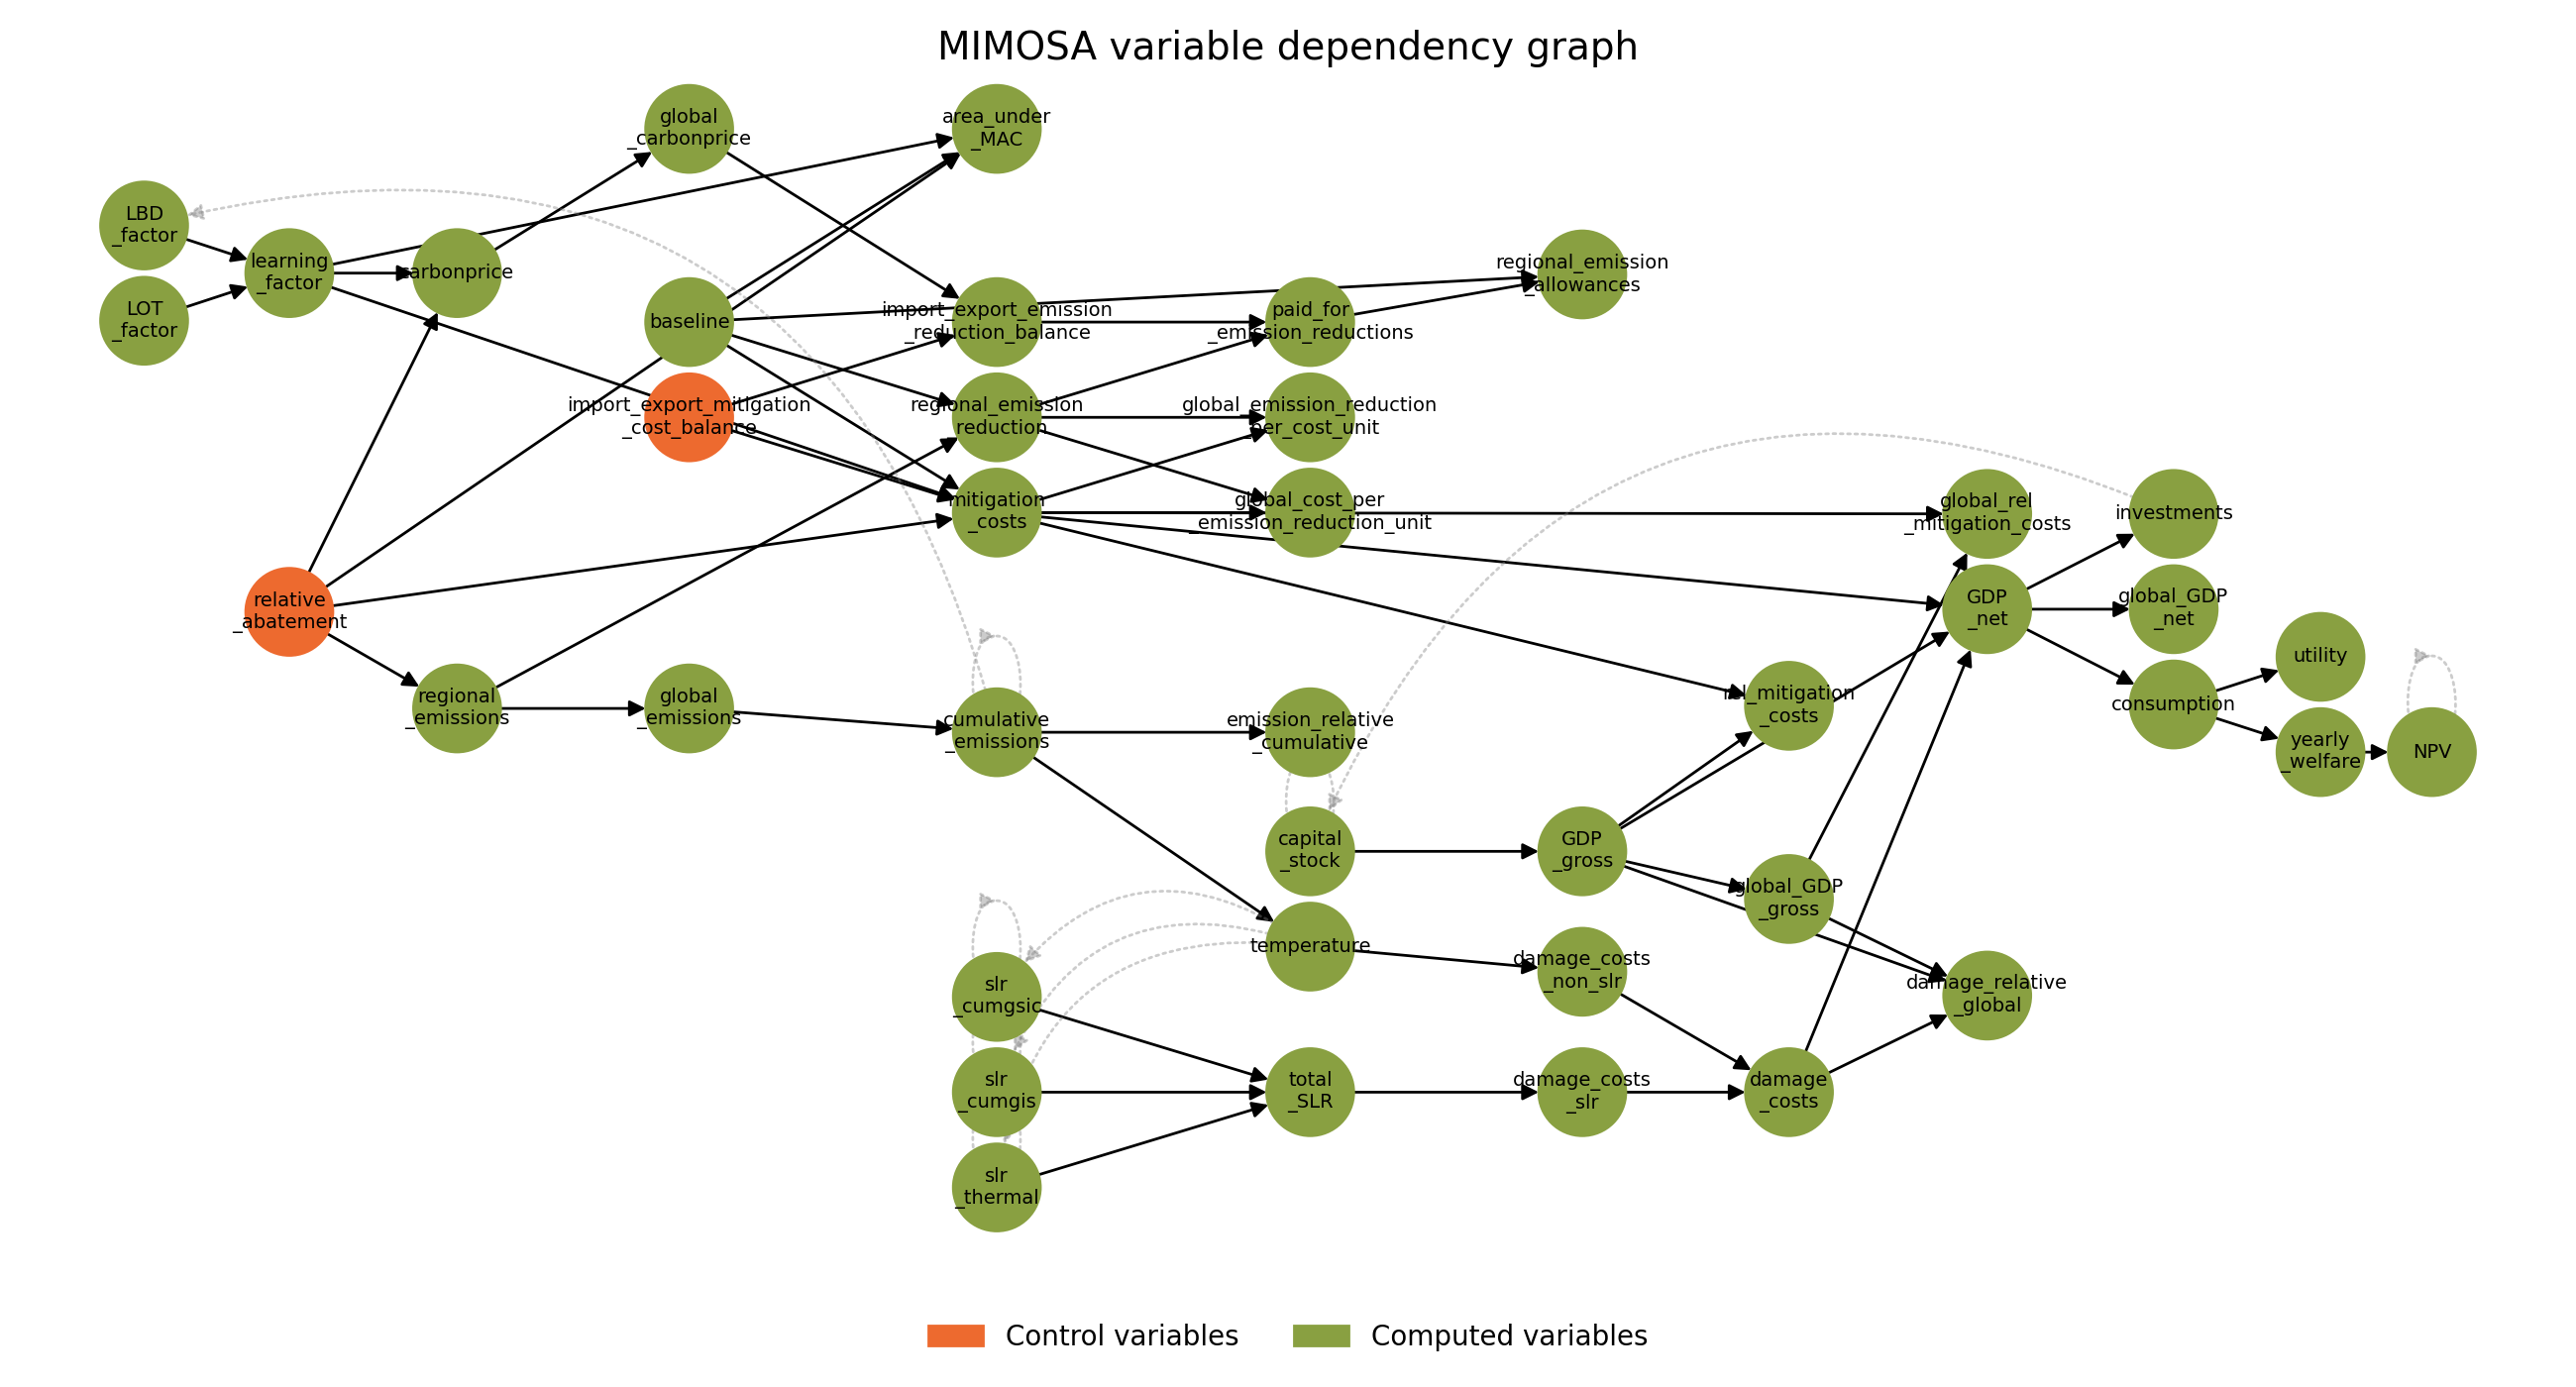 MIMOSA variable dependency graph
global
_carbonprice
area_under
_MAC
LBD
_factor
learning
_factor
carbonprice
LOT
_factor
baseline
import_export_emission
_reduction_balance
paid_for
_emission_reductions
regional_emission
_allowances
import_export_mitigation
_cost_balance
regional_emission
_reduction
global_emission_reduction
_per_cost_unit
mitigation
_costs
global_cost_per
_emission_reduction_unit
global_rel
_mitigation_costs
investments
relative
_abatement
GDP
_net
global_GDP
_net
regional
_emissions
global
_emissions
cumulative
_emissions
emission_relative
_cumulative
rel_mitigation
_costs
consumption
utility
yearly
_welfare
NPV
capital
_stock
GDP
_gross
global_GDP
_gross
temperature
damage_costs
_non_slr
damage_relative
_global
slr
_cumgsic
slr
_cumgis
total
_SLR
damage_costs
_slr
damage
_costs
slr
_thermal
Control variables
Computed variables